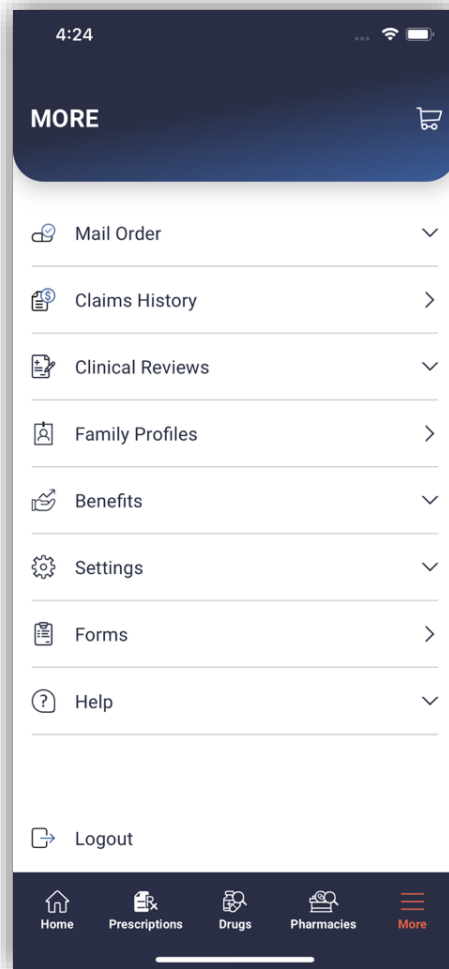 4:24
MORE
Mail Order
Claims History
Clinical Reviews
Family Profiles
Benefits
Settings
Forms
Help
Logout
Home Prescriptions Drugs Pharmacies More